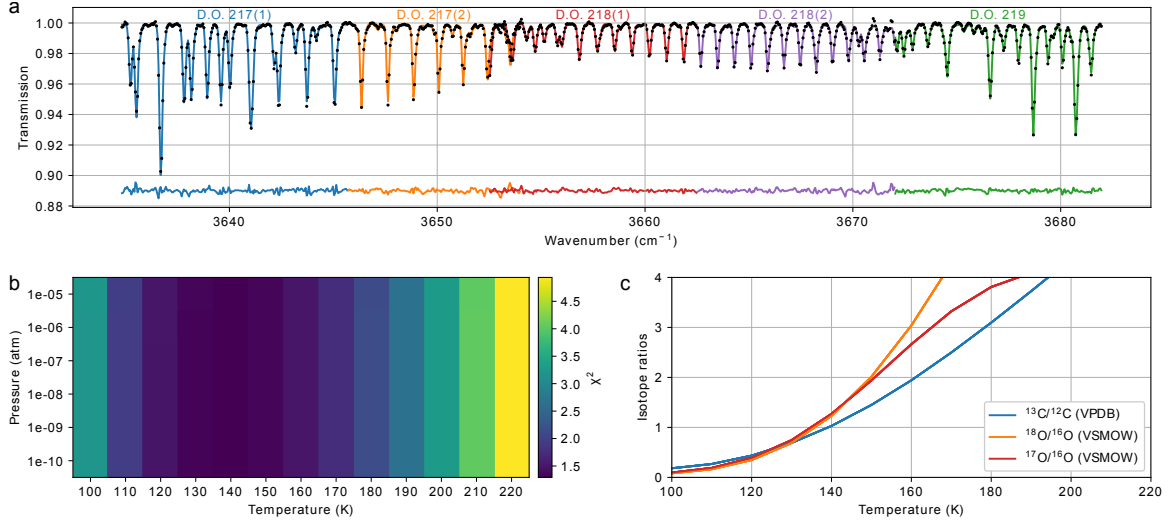 a
D.O. 217(1) D.O. 217(2) D.O. 218(1) D.O. 218(2) D.O. 219
1.00
0.98
0.96
0.94
0.92
0.90
0.88
Transmission
3640 3650 3660 3670 3680
Wavenumber (cm⁻¹)
b
1e-05
1e-06
1e-07
1e-08
1e-09
1e-10
Pressure (atm)
100 110 120 130 140 150 160 170 180 190 200 210 220
Temperature (K)
4.5
4.0
3.5
3.0
2.5
2.0
1.5
χ²
c
4
3
2
1
0
Isotope ratios
¹³C/¹²C (VPDB)
¹⁸O/¹⁶O (VSMOW)
¹⁷O/¹⁶O (VSMOW)
100 120 140 160 180 200 220
Temperature (K)